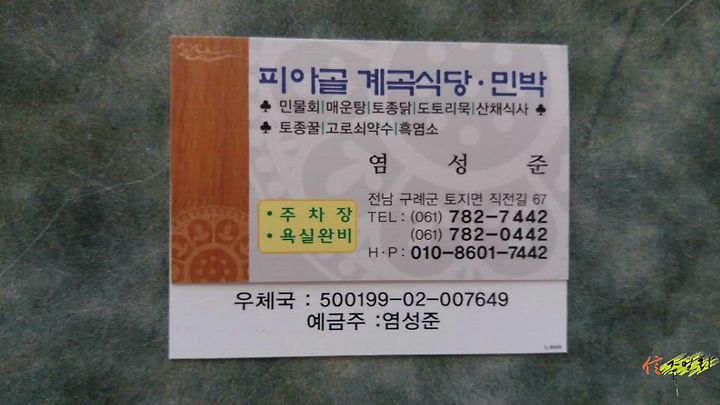 피아골 계곡식당·민박
♣ 민물회|매운탕|토종닭|도토리묵|산채식사 ♣
♣ 토종꿀|고로쇠약수|흑염소
염 성 준
전남 구례군 토지면 직전길 67
• 주 차 장
TEL : (061) 782-7442
• 욕실완비
(061) 782-0442
H·P : 010-8601-7442
우체국 : 500199-02-007649
예금주 :염성준